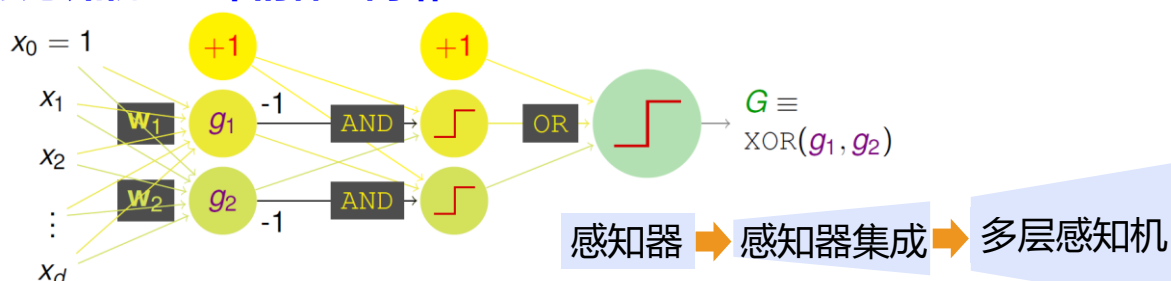 x₀ = 1
+1
+1
x₁
w₁
g₁
-1
AND
OR
G ≡
XOR(g₁, g₂)
x₂
w₂
g₂
-1
AND
⋮
x_d
感知器
感知器集成
多层感知机